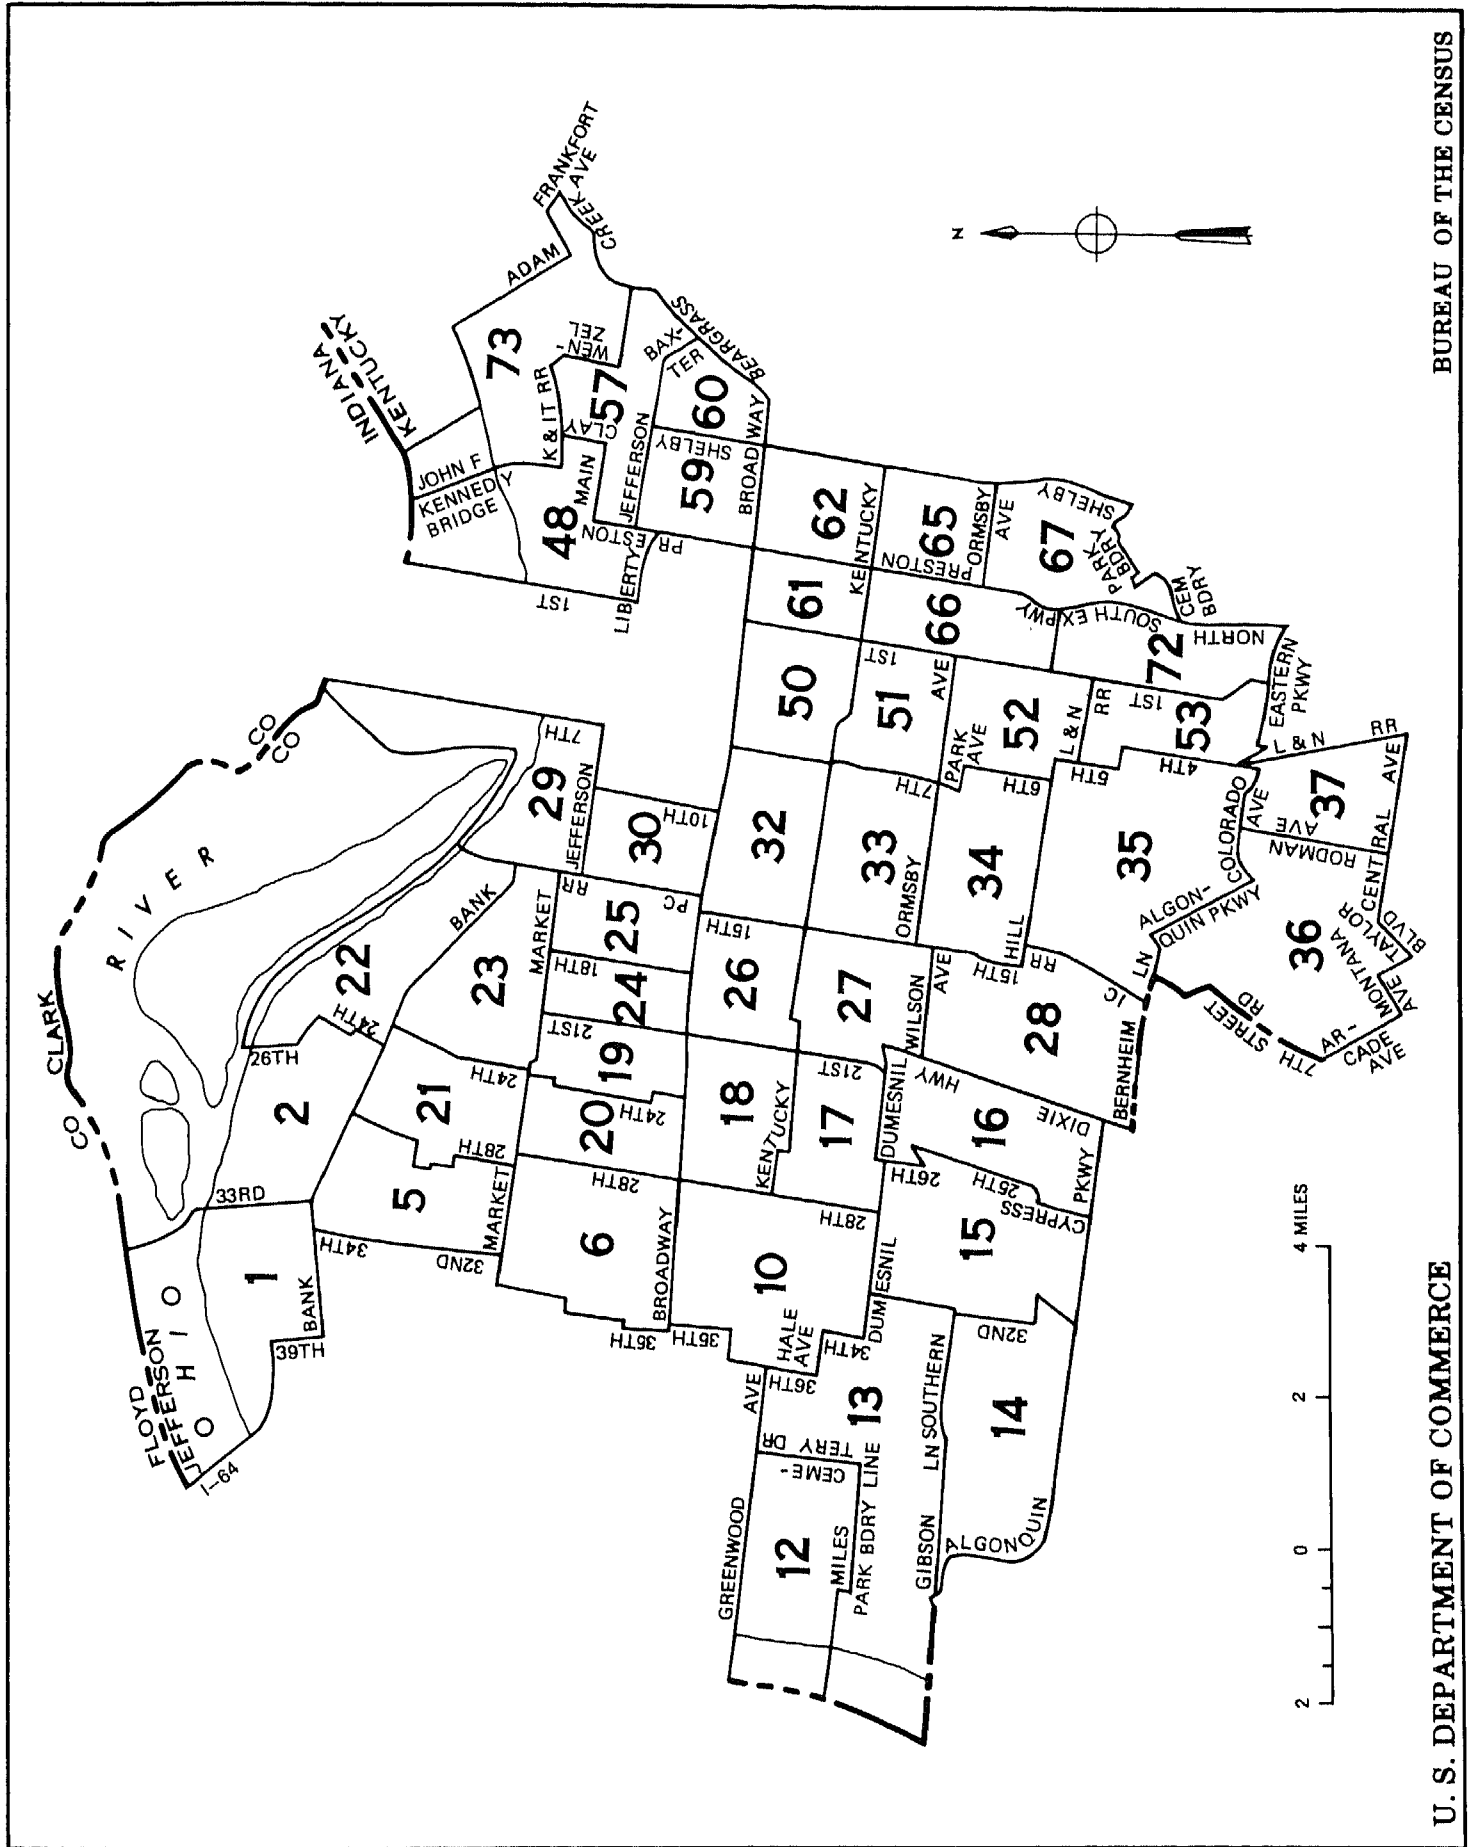 INDIANA
KENTUCKY
CLARK
CO
CO
CO
FLOYD
JEFFERSON
OHIO
RIVER
I-64
39TH
BANK
1
33RD
2
26TH
24TH
22
BANK
34TH
32ND
5
MARKET
28TH
21
24TH
23
MARKET
29
JEFFERSON
7TH
30
10TH
RR
PC
25
18TH
24
21ST
19
24TH
20
28TH
6
BROADWAY
36TH
35TH
10
HALE
AVE
34TH
36TH
28TH
KENTUCKY
18
26
15TH
32
50
61
62
JOHN F
KENNEDY
BRIDGE
1ST
LIBERTY
48
MAIN
PRESTON
JEFFERSON
K & IT RR
CLAY
57
WEN-
ZEL
73
ADAM
FRANKFORT
AVE
CREEK
BEARGRASS
BAX-
TER
60
SHELBY
59
BROADWAY
KENTUCKY
1ST
51
AVE
PARK
AVE
7TH
33
ORMSBY
27
21ST
17
DUMESNIL
WILSON
AVE
HWY
DIXIE
16
26TH
25TH
CYPRESS
PKWY
15
DUMESNIL
32ND
14
ALGONQUIN
GIBSON
LN
SOUTHERN
13
GREENWOOD
AVE
CEME-
TERY DR
12
MILES
PARK BDRY LINE
28
15TH
HILL
RR
IC
BERNHEIM
LN
34
6TH
52
L & N
RR
66
PRESTON
65
ORMSBY
AVE
67
SHELBY
PARK
BDRY
CEM
BDRY
SOUTH EX
PWY
72
NORTH
EASTERN
PKWY
1ST
53
4TH
5TH
35
ALGON-
QUIN PKWY
COLORADO
AVE
L & N
RR
37
RODMAN
AVE
CENTRAL
AVE
36
TAYLOR
BLVD
MONTANA
AVE
AR-
CADE
AVE
7TH
STREET
RD
N
2 0 2 4 MILES
U. S. DEPARTMENT OF COMMERCE
BUREAU OF THE CENSUS